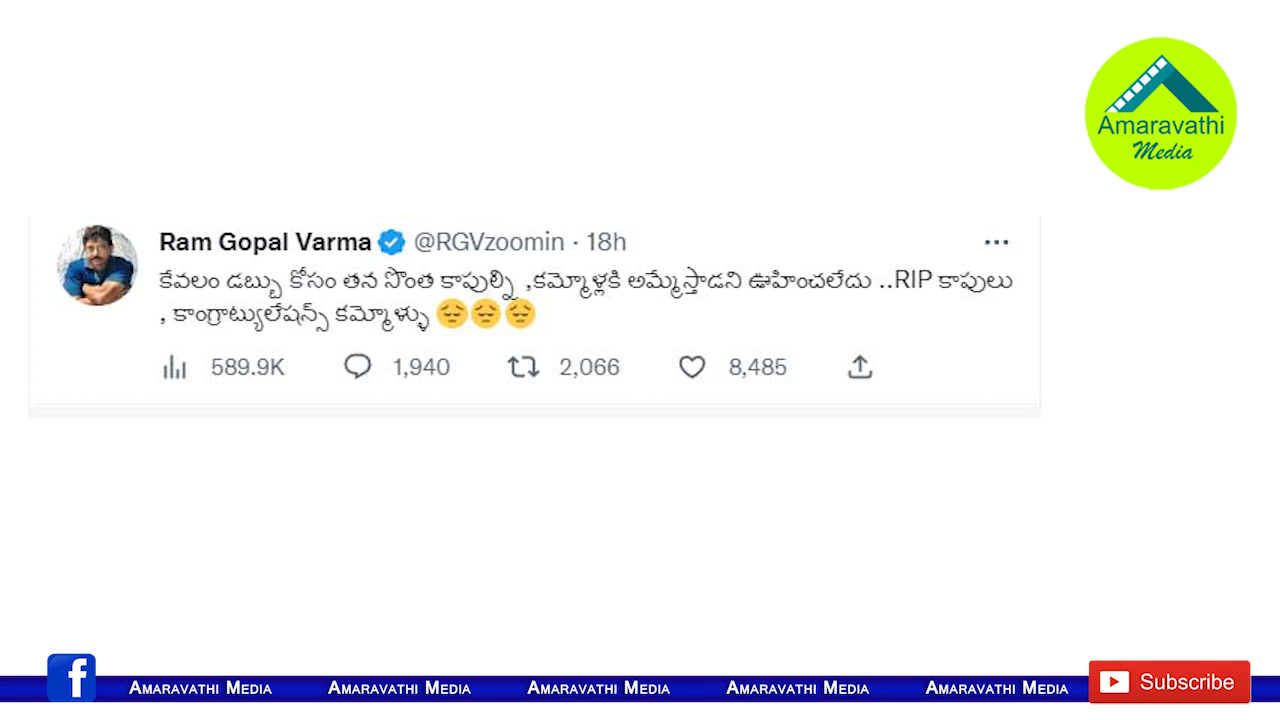 Amaravathi
Media
Ram Gopal Varma @RGVzoomin · 18h
కేవలం డబ్బు కోసం తన సొంత కాపుల్ని ,కమ్మోళ్లకి అమ్మేస్తాడని ఊహించలేదు ..RIP కాపులు
, కాంగ్రాట్యులేషన్స్ కమ్మోళ్ళు 😔😔😔
589.9K 1,940 2,066 8,485
f Amaravathi Media Amaravathi Media Amaravathi Media Amaravathi Media Amaravathi Media Subscribe